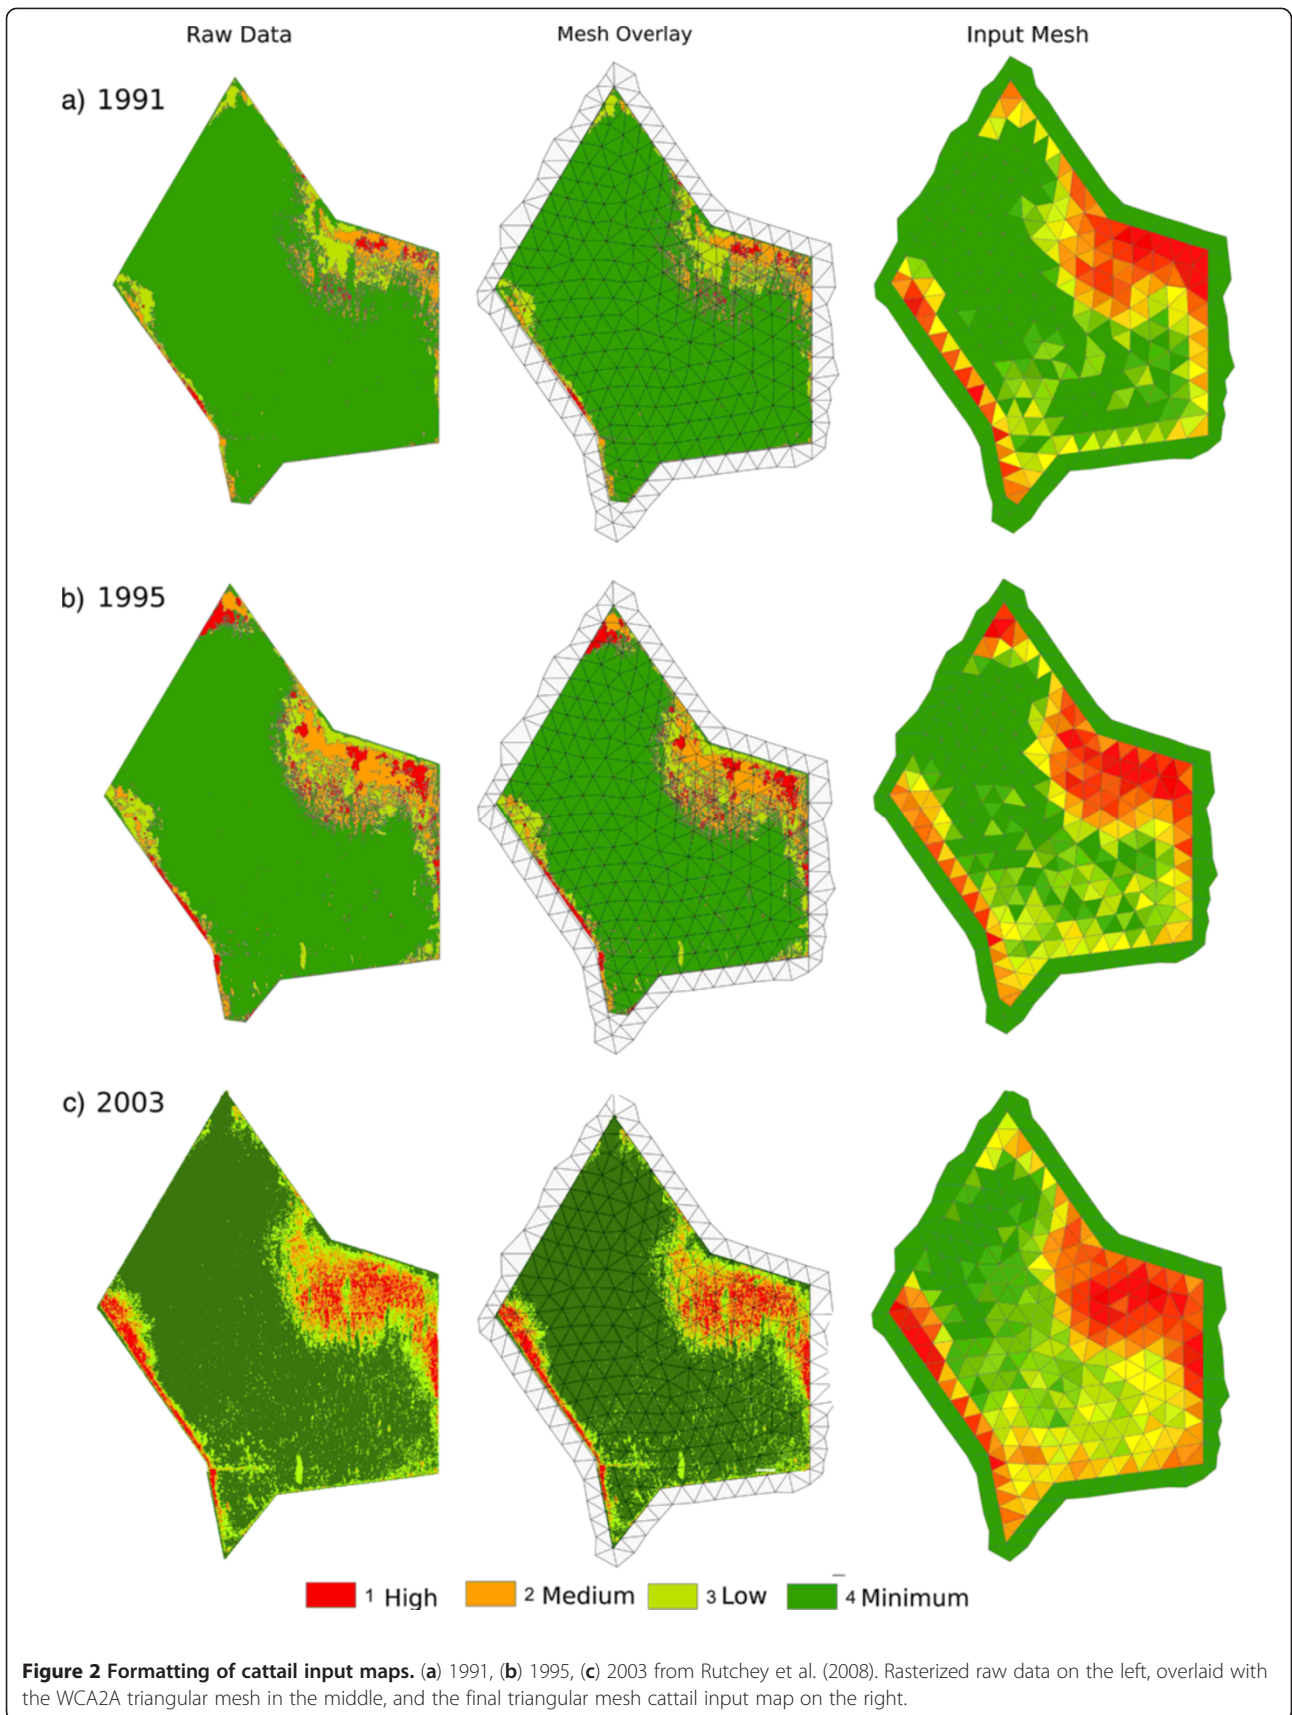 Raw Data
Mesh Overlay
Input Mesh
a) 1991
b) 1995
c) 2003
1 High
2 Medium
3 Low
4 Minimum
Figure 2 Formatting of cattail input maps. (a) 1991, (b) 1995, (c) 2003 from Rutchey et al. (2008). Rasterized raw data on the left, overlaid with
the WCA2A triangular mesh in the middle, and the final triangular mesh cattail input map on the right.